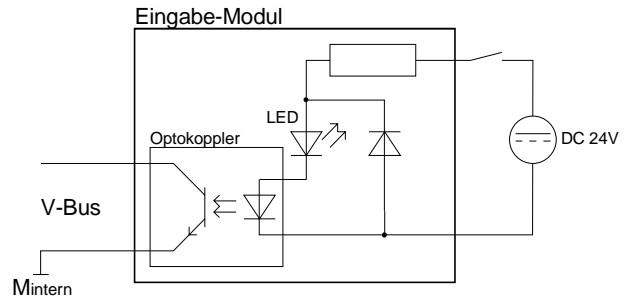 Eingabe-Modul
LED
Optokoppler
DC 24V
V-Bus
Mintern